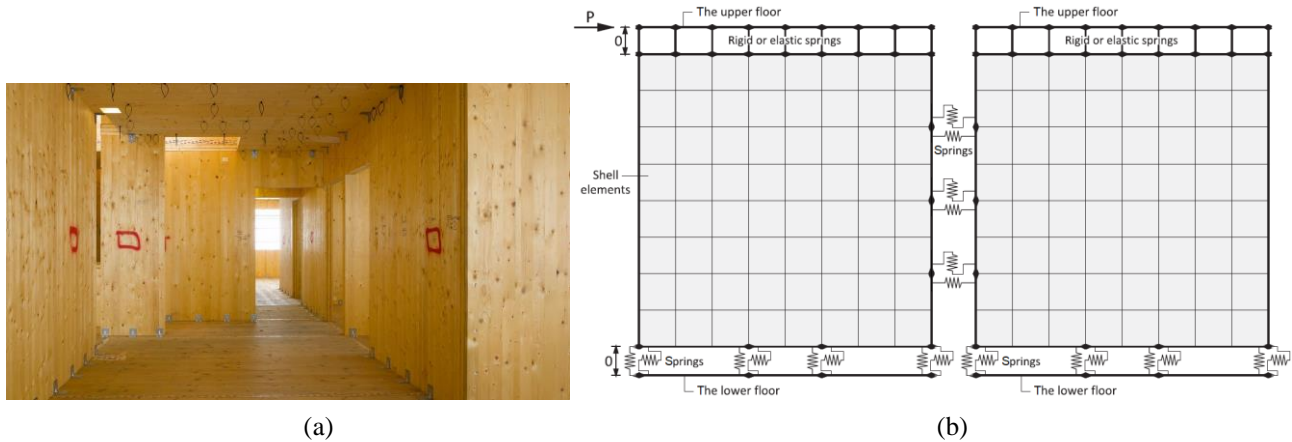 The upper floor
The upper floor
P
0
Rigid or elastic springs
Rigid or elastic springs
Springs
Shell
elements
0
Springs
Springs
The lower floor
The lower floor
(a)
(b)